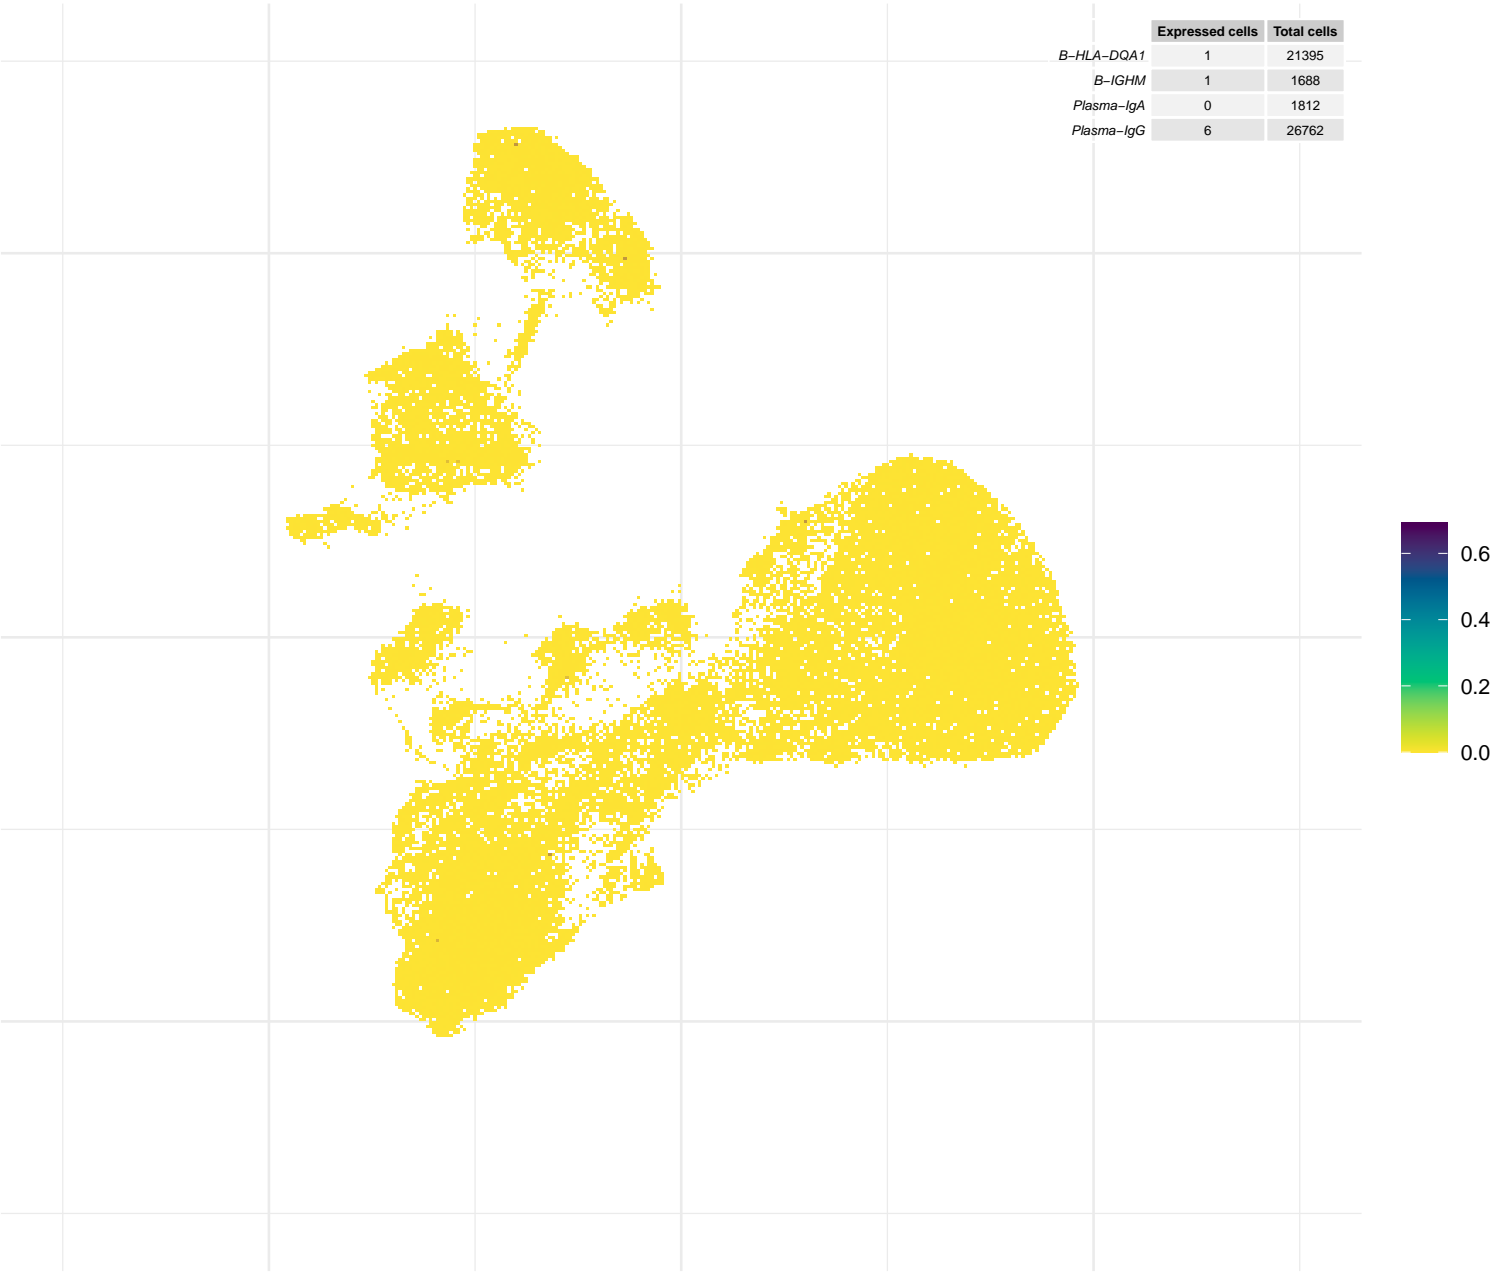 Expressed cells Total cells
B−HLA−DQA1 1 21395
B−IGHM 1 1688
Plasma−IgA 0 1812
Plasma−IgG 6 26762
0.6
0.4
0.2
0.0